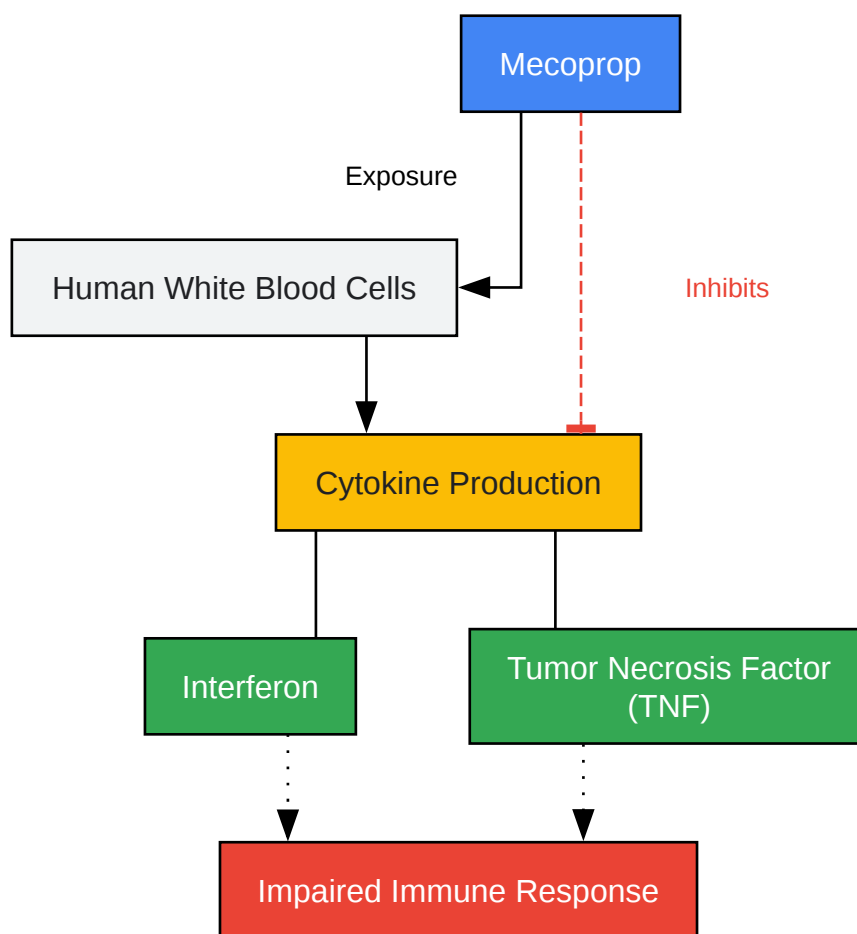 Mecoprop
Exposure
Human White Blood Cells
Inhibits
Cytokine Production
Interferon
Tumor Necrosis Factor
(TNF)
Impaired Immune Response